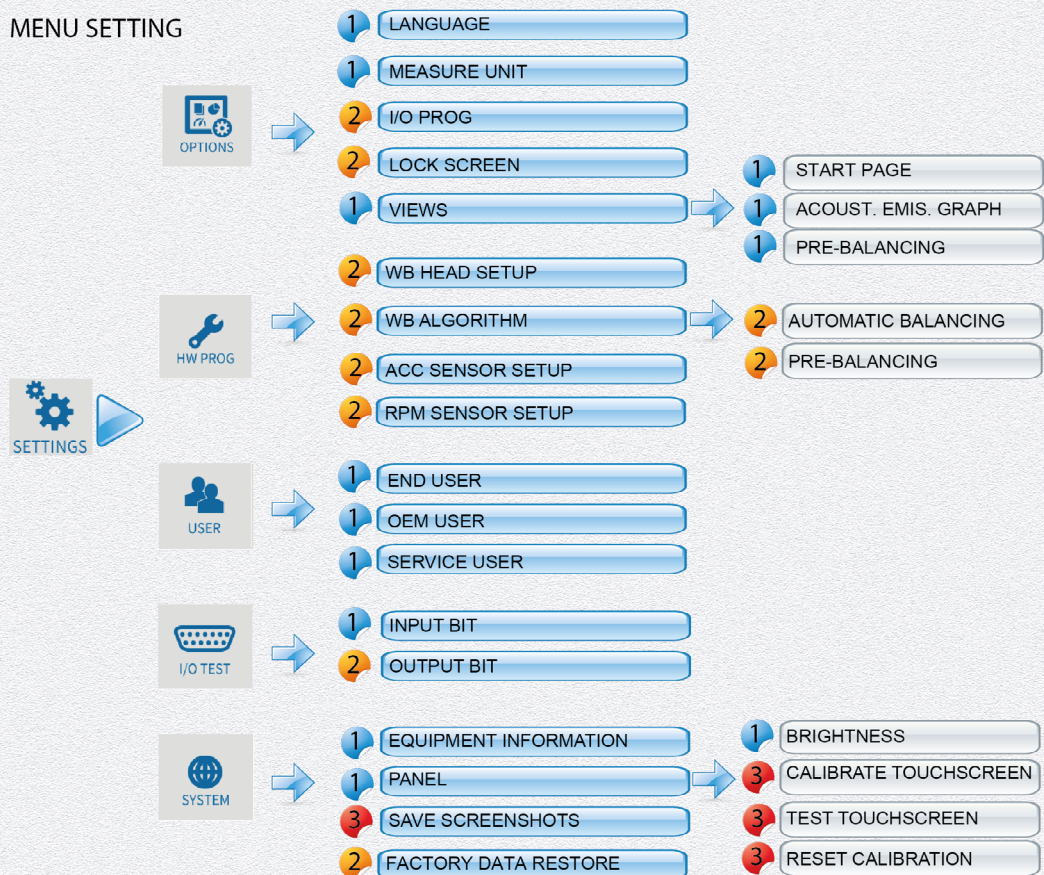 MENU SETTING
SETTINGS
OPTIONS
1 LANGUAGE
1 MEASURE UNIT
2 I/O PROG
2 LOCK SCREEN
1 VIEWS
1 START PAGE
1 ACOUST. EMIS. GRAPH
1 PRE-BALANCING
HW PROG
2 WB HEAD SETUP
2 WB ALGORITHM
2 AUTOMATIC BALANCING
2 PRE-BALANCING
2 ACC SENSOR SETUP
2 RPM SENSOR SETUP
USER
1 END USER
1 OEM USER
1 SERVICE USER
I/O TEST
1 INPUT BIT
2 OUTPUT BIT
SYSTEM
1 EQUIPMENT INFORMATION
1 PANEL
1 BRIGHTNESS
3 CALIBRATE TOUCHSCREEN
3 TEST TOUCHSCREEN
3 RESET CALIBRATION
3 SAVE SCREENSHOTS
2 FACTORY DATA RESTORE